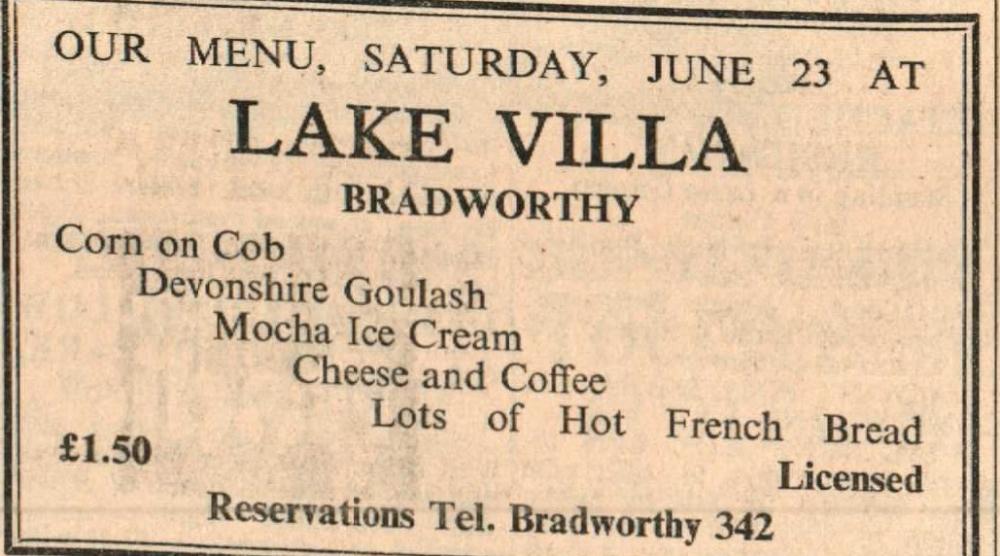 OUR MENU, SATURDAY, JUNE 23 AT
LAKE VILLA
BRADWORTHY
Corn on Cob
Devonshire Goulash
Mocha Ice Cream
Cheese and Coffee
Lots of Hot French Bread
£1.50
Licensed
Reservations Tel. Bradworthy 342